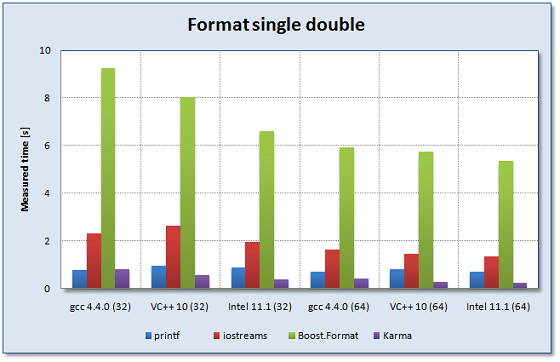 Format single double
Measured time [s]
10
8
6
4
2
0
gcc 4.4.0 (32) VC++ 10 (32) Intel 11.1 (32) gcc 4.4.0 (64) VC++ 10 (64) Intel 11.1 (64)
printf iostreams Boost.Format Karma